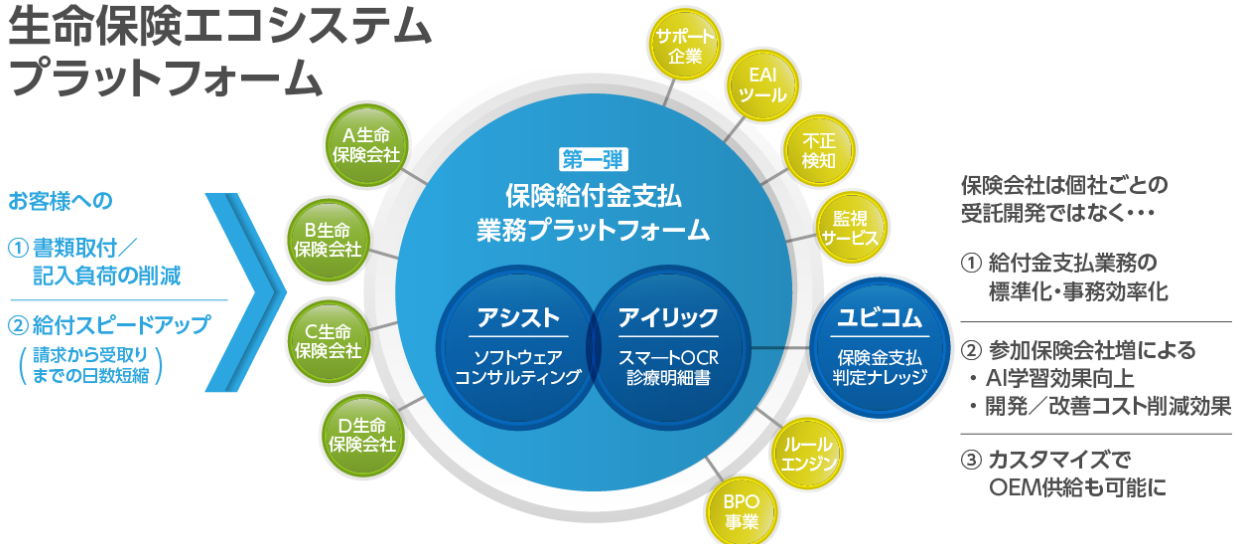 生命保険エコシステム
プラットフォーム
お客様への
① 書類取付／
記入負荷の削減
② 給付スピードアップ
(請求から受取り
までの日数短縮)
A生命
保険会社
B生命
保険会社
C生命
保険会社
D生命
保険会社
第一弾
保険給付金支払
業務プラットフォーム
アシスト
ソフトウェア
コンサルティング
アイリック
スマートOCR
診療明細書
ユビコム
保険金支払
判定ナレッジ
サポート
企業
EAI
ツール
不正
検知
監視
サービス
ルール
エンジン
BPO
事業
保険会社は個社ごとの
受託開発ではなく･･･
① 給付金支払業務の
標準化・事務効率化
② 参加保険会社増による
・AI学習効果向上
・開発／改善コスト削減効果
③ カスタマイズで
OEM供給も可能に